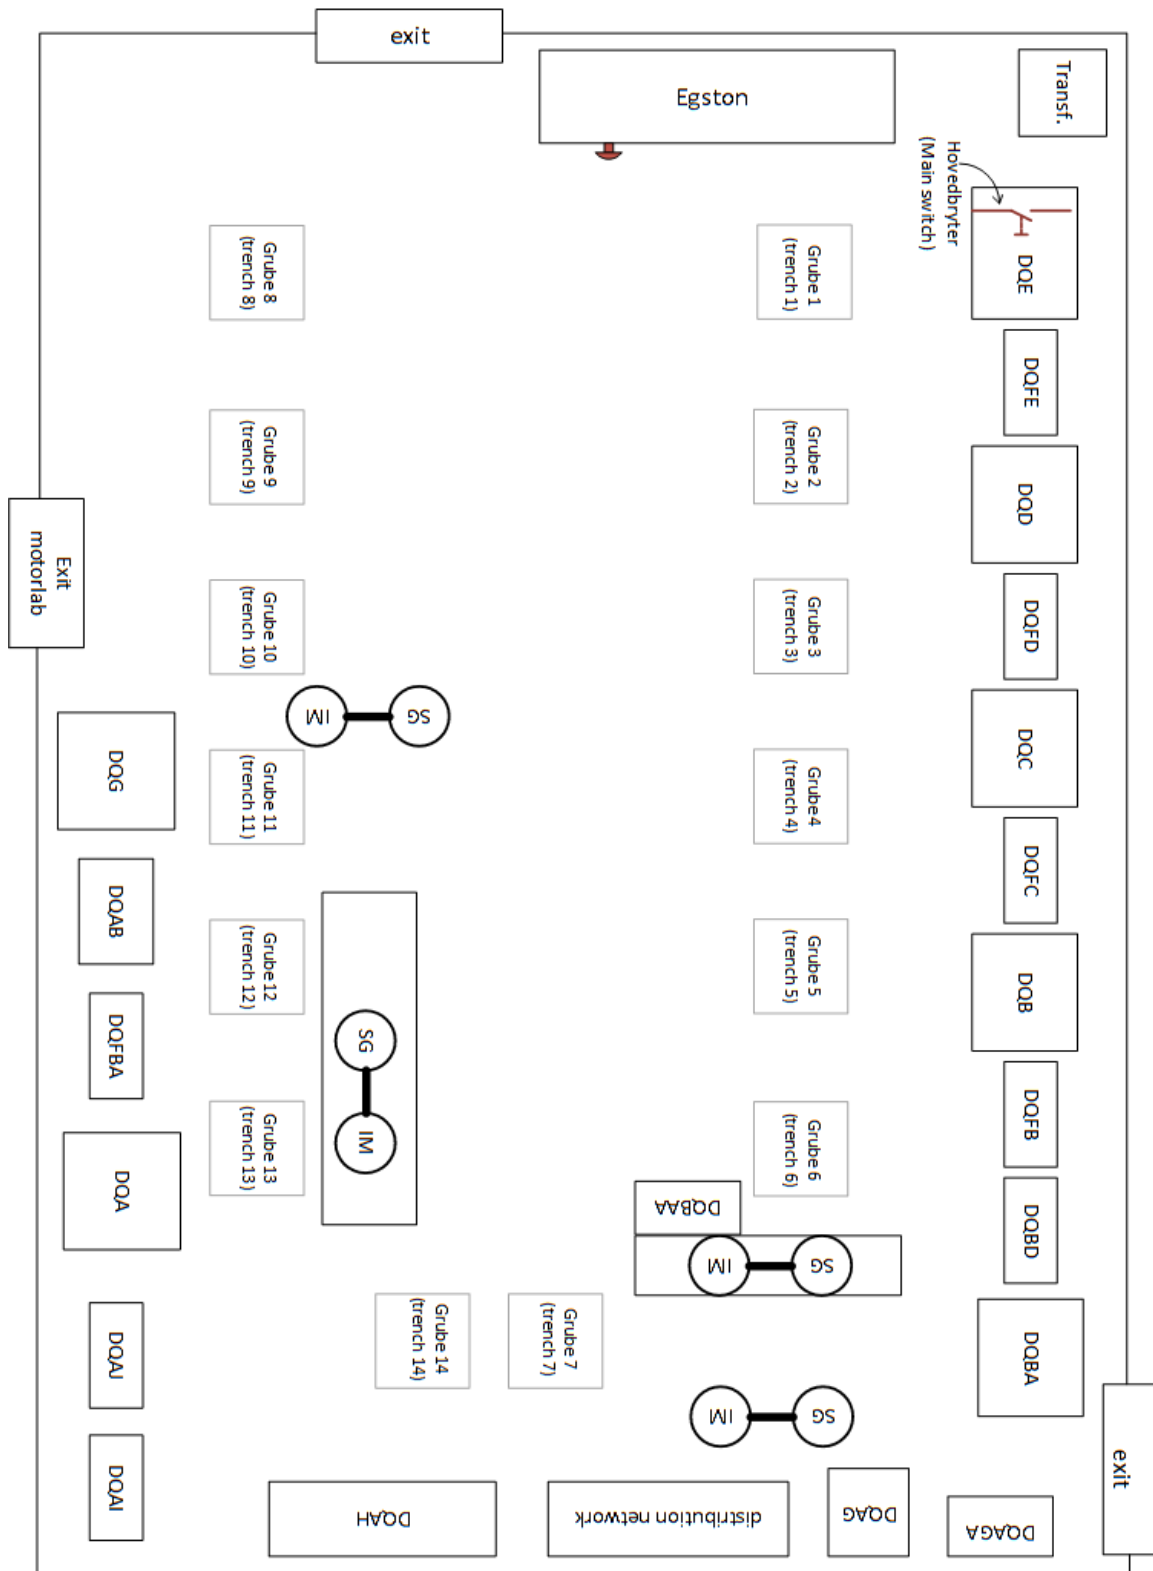 exit
Egston
Transf.
Hovedbryter
(Main switch)
DQE
Grube 8
(trench 8)
Grube 1
(trench 1)
DQFE
Grube 9
(trench 9)
Grube 2
(trench 2)
DQD
Exit
motorlab
Grube 10
(trench 10)
Grube 3
(trench 3)
DQFD
IM
SG
DQG
Grube 11
(trench 11)
Grube 4
(trench 4)
DQC
DQAB
DQFC
Grube 12
(trench 12)
Grube 5
(trench 5)
DQB
DQFBA
SG
IM
DQA
Grube 13
(trench 13)
Grube 6
(trench 6)
DQFB
DQBAA
DQBD
IM
SG
DQAJ
Grube 14
(trench 14)
Grube 7
(trench 7)
DQBA
IM
SG
exit
DQAI
DQAH
distribution network
DQAG
DQAGA